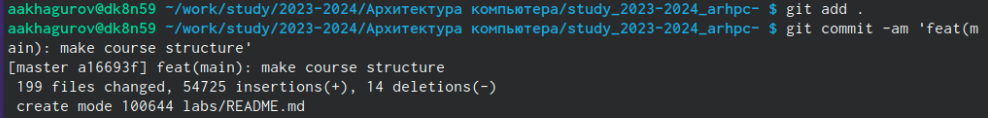 aakhagurov@dk8n59 ~/work/study/2023-2024/Архитектура компьютера/study_2023-2024_arhpc- $ git add .
aakhagurov@dk8n59 ~/work/study/2023-2024/Архитектура компьютера/study_2023-2024_arhpc- $ git commit -am 'feat(m
ain): make course structure'
[master a16693f] feat(main): make course structure
 199 files changed, 54725 insertions(+), 14 deletions(-)
 create mode 100644 labs/README.md